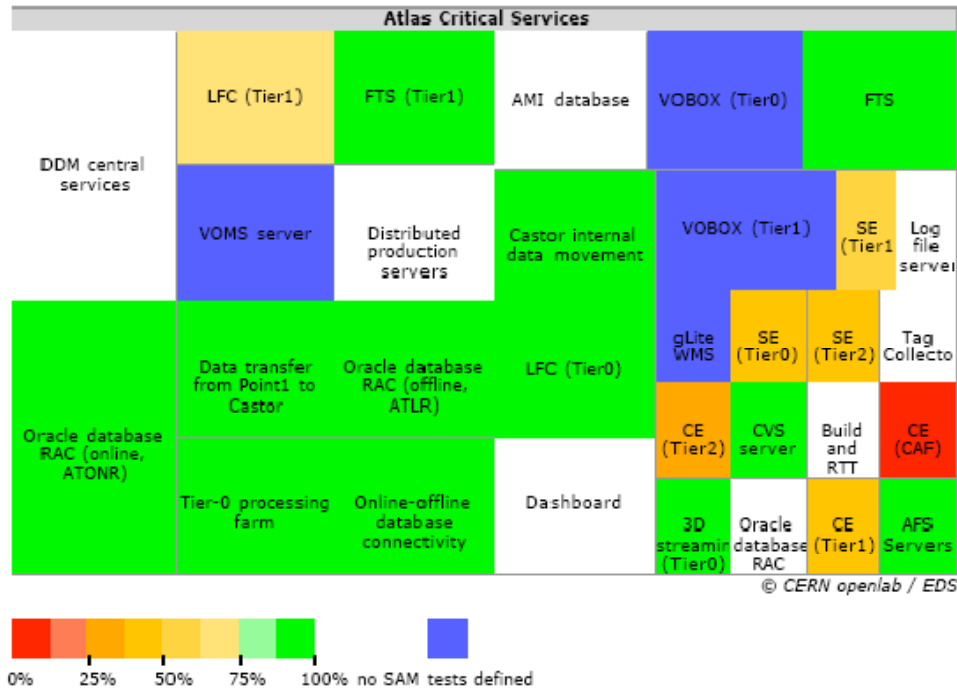 Atlas Critical Services
DDM central
services
LFC (Tier1)
FTS (Tier1)
AMI database
VOBOX (Tier0)
FTS
VOMS server
Distributed
production
servers
Castor internal
data movement
VOBOX (Tier1)
SE
(Tier1
Log
file
server
Oracle database
RAC (online,
ATONR)
Data transfer
from Point1 to
Castor
Oracle database
RAC (offline,
ATLR)
LFC (Tier0)
gLite
WMS
SE
(Tier0)
SE
(Tier2)
Tag
Collecto
CE
(Tier2)
CVS
server
Build
and
RTT
CE
(CAF)
Tier-0 processing
farm
Online-offline
database
connectivity
Dashboard
3D
streamin
(Tier0)
Oracle
database
RAC
CE
(Tier1)
AFS
Servers
© CERN openlab / EDS
0% 25% 50% 75% 100% no SAM tests defined